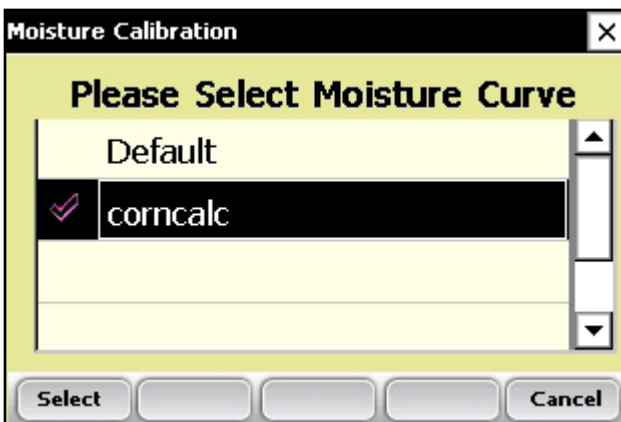 Moisture Calibration
Please Select Moisture Curve
Default
corncalc
Select Cancel